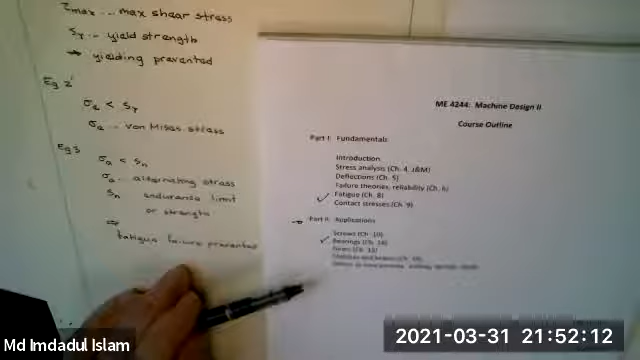 τmax ... max shear stress
Sy ... yield strength
→ yielding prevented
Eg 2'
σe < Sy
σe ... Von Mises stress
Eg 3
σa < Sn
σa ... alternating stress
Sn endurance limit
or strength
⇒
fatigue failure prevented
ME 4244: Machine Design II
Course Outline
Part I: Fundamentals
Introduction
Stress analysis (Ch. 4, J&M)
Deflections (Ch. 5)
Failure theories, reliability (Ch. 6)
✓ Fatigue (Ch. 8)
Contact stresses (Ch. 9)
→ Part II: Applications
Screws (Ch. 10)
✓ Bearings (Ch. 14)
Md Imdadul Islam
2021-03-31 21:52:12